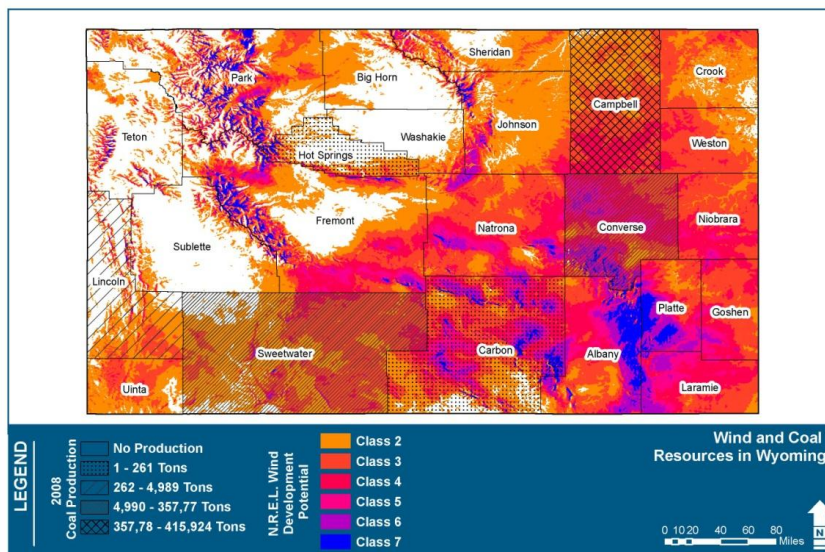 Sheridan
Park
Big Horn
Crook
Campbell
Johnson
Teton
Washakie
Weston
Hot Springs
Fremont
Natrona
Converse
Niobrara
Sublette
Lincoln
Platte
Goshen
Sweetwater
Carbon
Albany
Uinta
Laramie
LEGEND
2008
Coal Production
No Production
1 - 261 Tons
262 - 4,989 Tons
4,990 - 357,77 Tons
357,78 - 415,924 Tons
N.R.E.L. Wind
Development
Potential
Class 2
Class 3
Class 4
Class 5
Class 6
Class 7
Wind and Coal
Resources in Wyoming
0 10 20 40 60 80
Miles
N